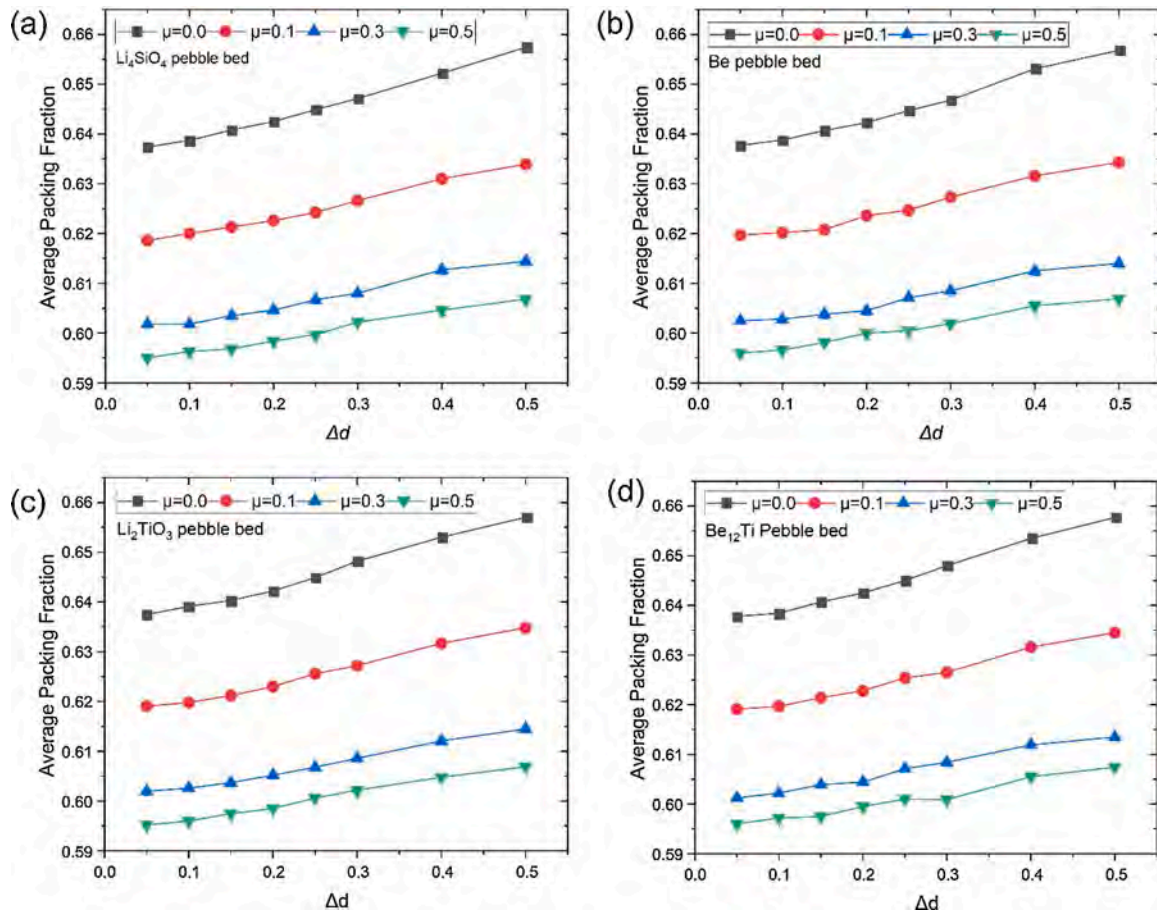 (a)
μ=0.0 μ=0.1 μ=0.3 μ=0.5
Li₄SiO₄ pebble bed
0.66
0.65
0.64
0.63
0.62
0.61
0.60
0.59
Average Packing Fraction
0.0 0.1 0.2 0.3 0.4 0.5
Δd
(b)
μ=0.0 μ=0.1 μ=0.3 μ=0.5
Be pebble bed
0.66
0.65
0.64
0.63
0.62
0.61
0.60
0.59
Average Packing Fraction
0.0 0.1 0.2 0.3 0.4 0.5
Δd
(c)
μ=0.0 μ=0.1 μ=0.3 μ=0.5
Li₂TiO₃ pebble bed
0.66
0.65
0.64
0.63
0.62
0.61
0.60
0.59
Average Packing Fraction
0.0 0.1 0.2 0.3 0.4 0.5
Δd
(d)
μ=0.0 μ=0.1 μ=0.3 μ=0.5
Be₁₂Ti Pebble bed
0.66
0.65
0.64
0.63
0.62
0.61
0.60
0.59
Average Packing Fraction
0.0 0.1 0.2 0.3 0.4 0.5
Δd